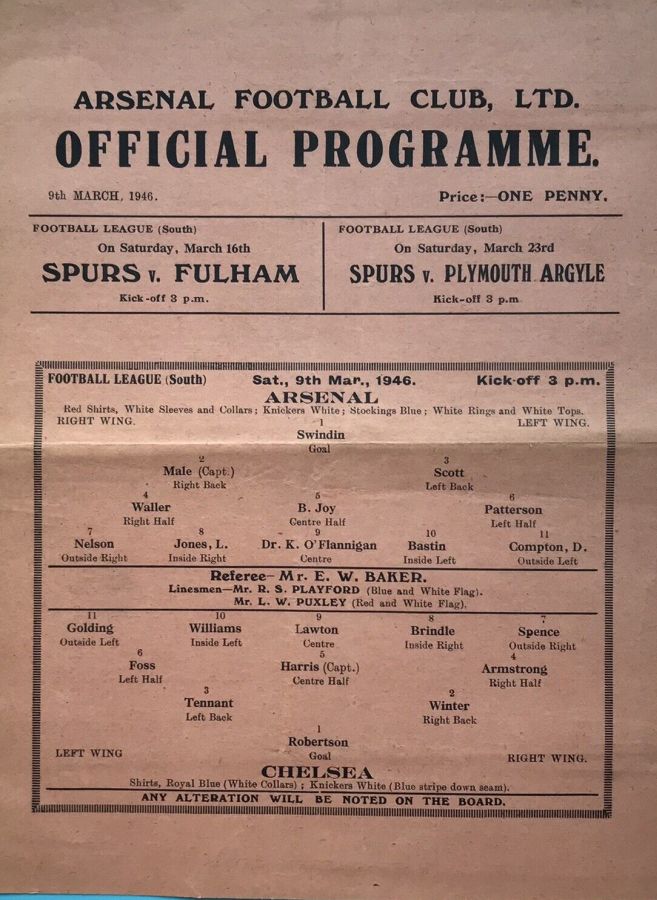 ARSENAL FOOTBALL CLUB, LTD.
OFFICIAL PROGRAMME.
9th MARCH, 1946. Price:—ONE PENNY.
FOOTBALL LEAGUE (South)
On Saturday, March 16th
SPURS v. FULHAM
Kick-off 3 p.m.
FOOTBALL LEAGUE (South)
On Saturday, March 23rd
SPURS v. PLYMOUTH ARGYLE
Kick-off 3 p.m
FOOTBALL LEAGUE (South) Sat., 9th Mar., 1946. Kick-off 3 p.m.
ARSENAL
Red Shirts, White Sleeves and Collars; Knickers White; Stockings Blue; White Rings and White Tops.
RIGHT WING. 1 LEFT WING.
Swindin
Goal
2 3
Male (Capt.) Scott
Right Back Left Back
4 5 6
Waller B. Joy Patterson
Right Half Centre Half Left Half
7 8 9 10 11
Nelson Jones, L. Dr. K. O'Flannigan Bastin Compton, D.
Outside Right Inside Right Centre Inside Left Outside Left
Referee—Mr. E. W. BAKER.
Linesmen—Mr. R. S. PLAYFORD (Blue and White Flag).
Mr. L. W. PUXLEY (Red and White Flag),
11 10 9 8 7
Golding Williams Lawton Brindle Spence
Outside Left Inside Left Centre Inside Right Outside Right
6 5 4
Foss Harris (Capt.) Armstrong
Left Half Centre Half Right Half
3 2
Tennant Winter
Left Back Right Back
1
Robertson
LEFT WING Goal RIGHT WING.
CHELSEA
Shirts, Royal Blue (White Collars) ; Knickers White (Blue stripe down seam).
ANY ALTERATION WILL BE NOTED ON THE BOARD.